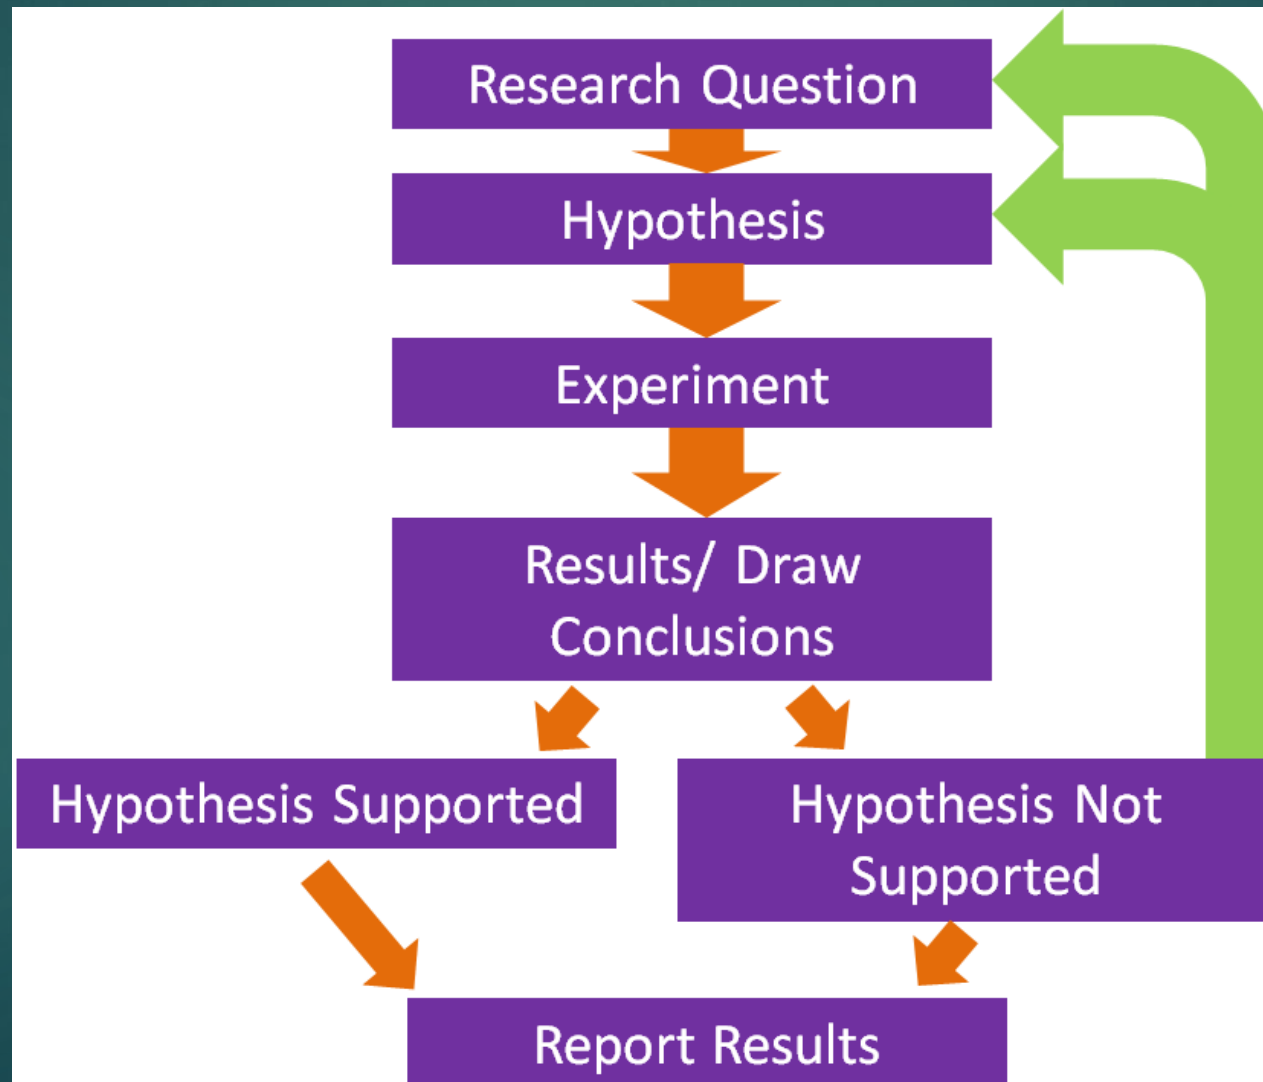 Research Question
Hypothesis
Experiment
Results/ Draw
Conclusions
Hypothesis Supported
Hypothesis Not
Supported
Report Results